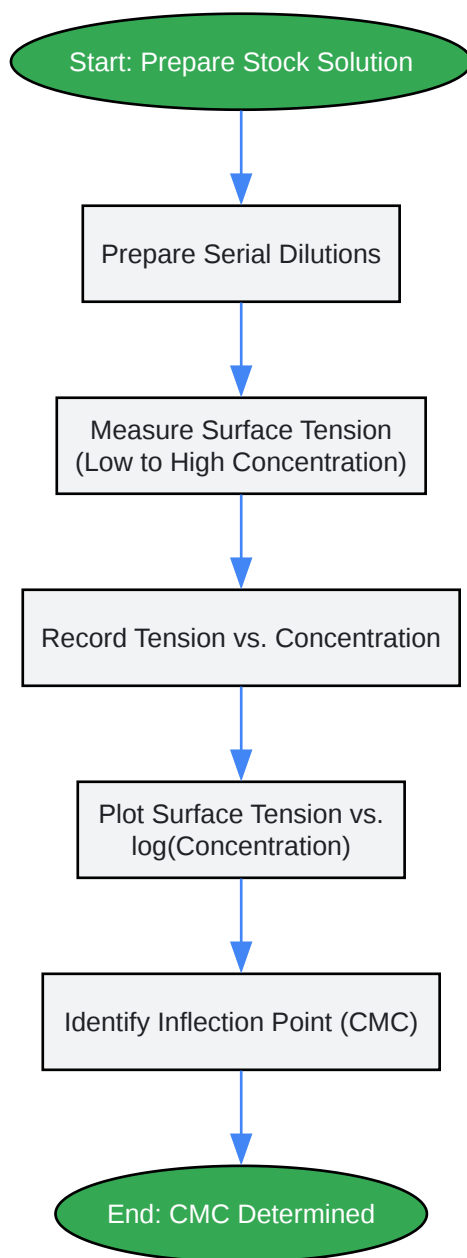 Start: Prepare Stock Solution
Prepare Serial Dilutions
Measure Surface Tension
(Low to High Concentration)
Record Tension vs. Concentration
Plot Surface Tension vs.
log(Concentration)
Identify Inflection Point (CMC)
End: CMC Determined